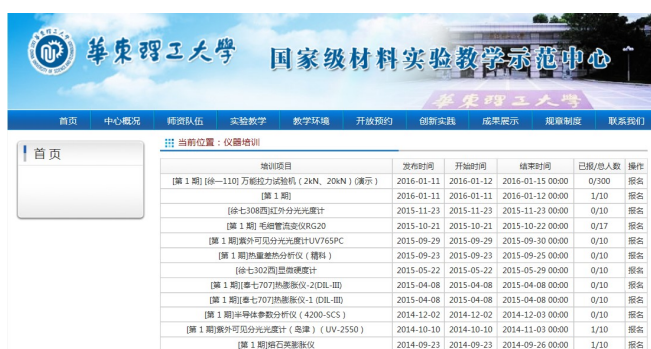 華東理工大學 国家级材料实验教学示范中心
華東理工大學
首页 中心概况 师资队伍 实验教学 教学环境 开放预约 创新实践 成果展示 规章制度 联系我们
首页
当前位置：仪器培训
培训项目 发布时间 开始时间 结束时间 已报/总人数 操作
[第 1 期] [徐—110] 万能拉力试验机（2kN、20kN）(演示） 2016-01-11 2016-01-12 2016-01-15 00:00 0/300 报名
[第 1 期] 2016-01-11 2016-01-11 2016-01-12 00:00 1/10 报名
[徐七308西]红外分光光度计 2015-11-23 2015-11-23 2015-11-23 00:00 0/10 报名
[第 1 期] 毛细管流变仪RG20 2015-10-21 2015-10-21 2015-10-22 00:00 0/17 报名
[第 1 期]紫外可见分光光度计UV765PC 2015-09-29 2015-09-29 2015-09-30 00:00 0/10 报名
[第 1 期]热重差热分析仪（精科） 2015-09-23 2015-09-23 2015-09-25 00:00 0/10 报名
[徐七302西]显微硬度计 2015-05-22 2015-05-22 2015-05-29 00:00 0/10 报名
[第 1 期][奉七707]热膨胀仪-2(DIL-III) 2015-04-08 2015-04-08 2015-04-08 00:00 0/10 报名
[第 1 期][奉七707]热膨胀仪-1 (DIL-III) 2015-04-08 2015-04-08 2015-04-08 00:00 0/10 报名
[第 1 期]半导体参数分析仪（4200-SCS） 2014-12-02 2014-12-02 2014-12-03 00:00 0/10 报名
[第 1 期]紫外可见分光光度计（岛津）（UV-2550） 2014-10-10 2014-10-10 2014-11-03 00:00 1/10 报名
[第 1 期]熔石英膨胀仪 2014-09-23 2014-09-23 2014-09-26 00:00 1/10 报名